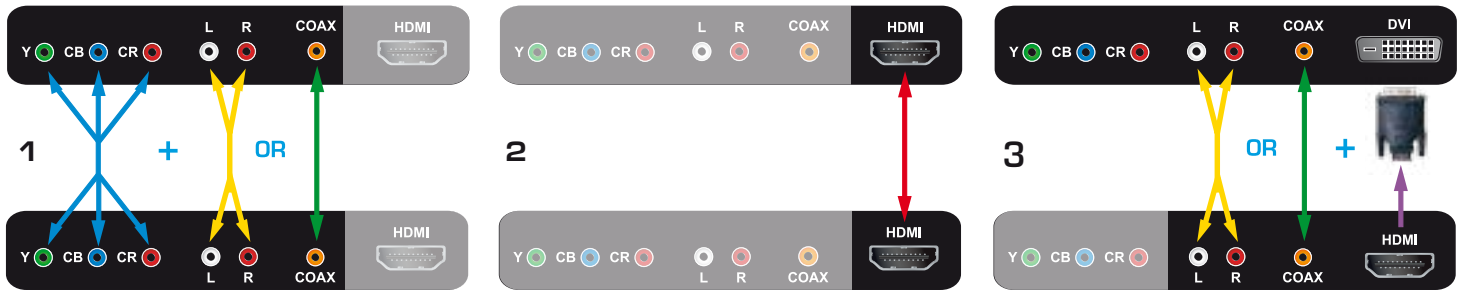 L R COAX HDMI
Y CB CR
1 + OR
HDMI
Y CB CR
L R COAX
L R COAX HDMI
Y CB CR
2
HDMI
Y CB CR
L R COAX
L R COAX DVI
Y CB CR
3 OR +
HDMI
Y CB CR
L R COAX